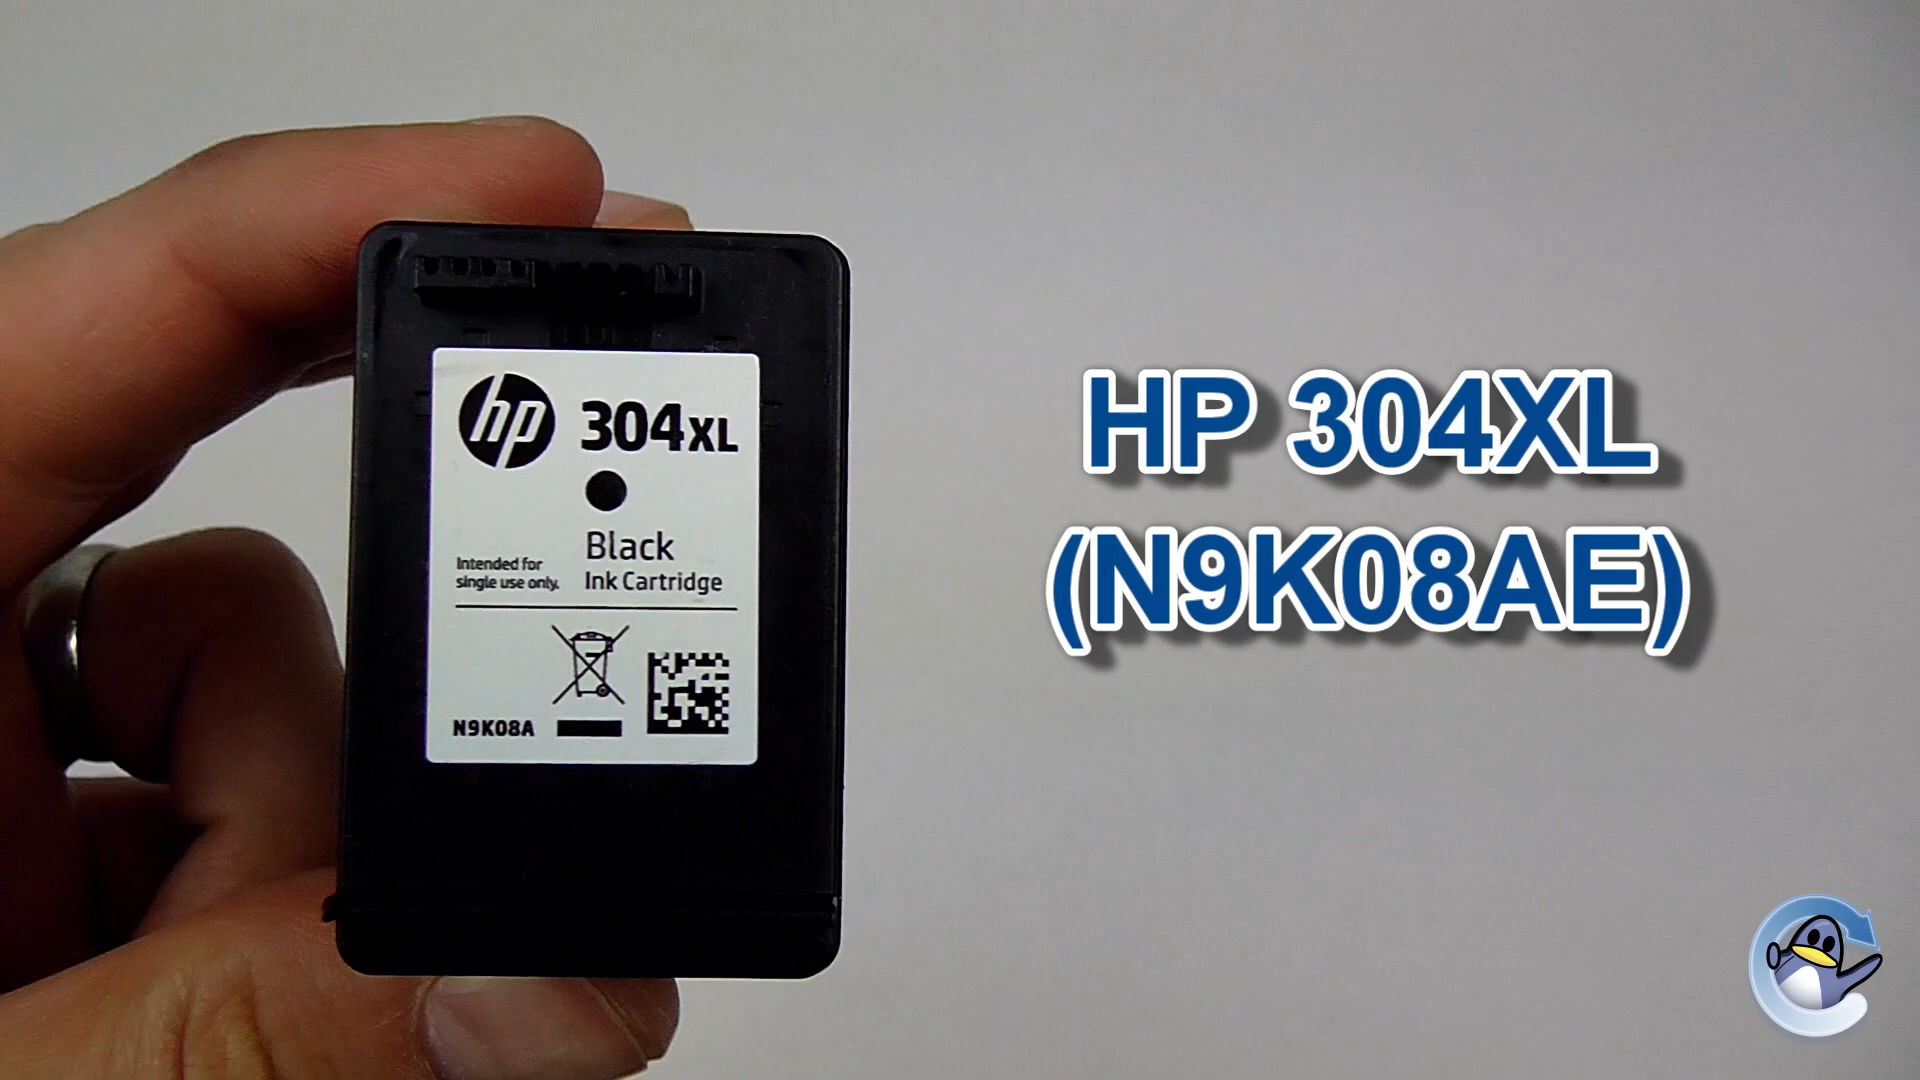 hp 304XL
Black
Intended for
single use only.
Ink Cartridge
N9K08A
HP 304XL
(N9K08AE)